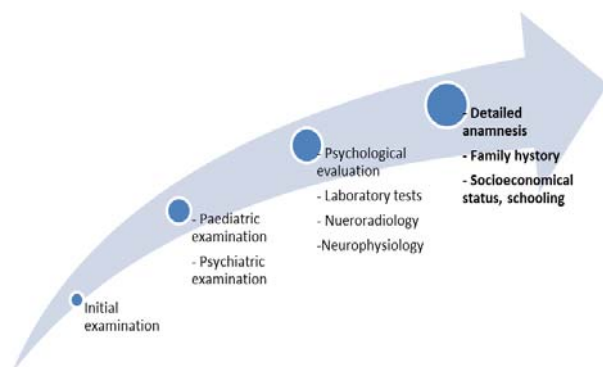 Initial
examination
- Paediatric
examination
- Psychiatric
examination
- Psychological
evaluation
- Laboratory tests
- Nueroradiology
-Neurophysiology
- Detailed
anamnesis
- Family hystory
- Socioeconomical
status, schooling